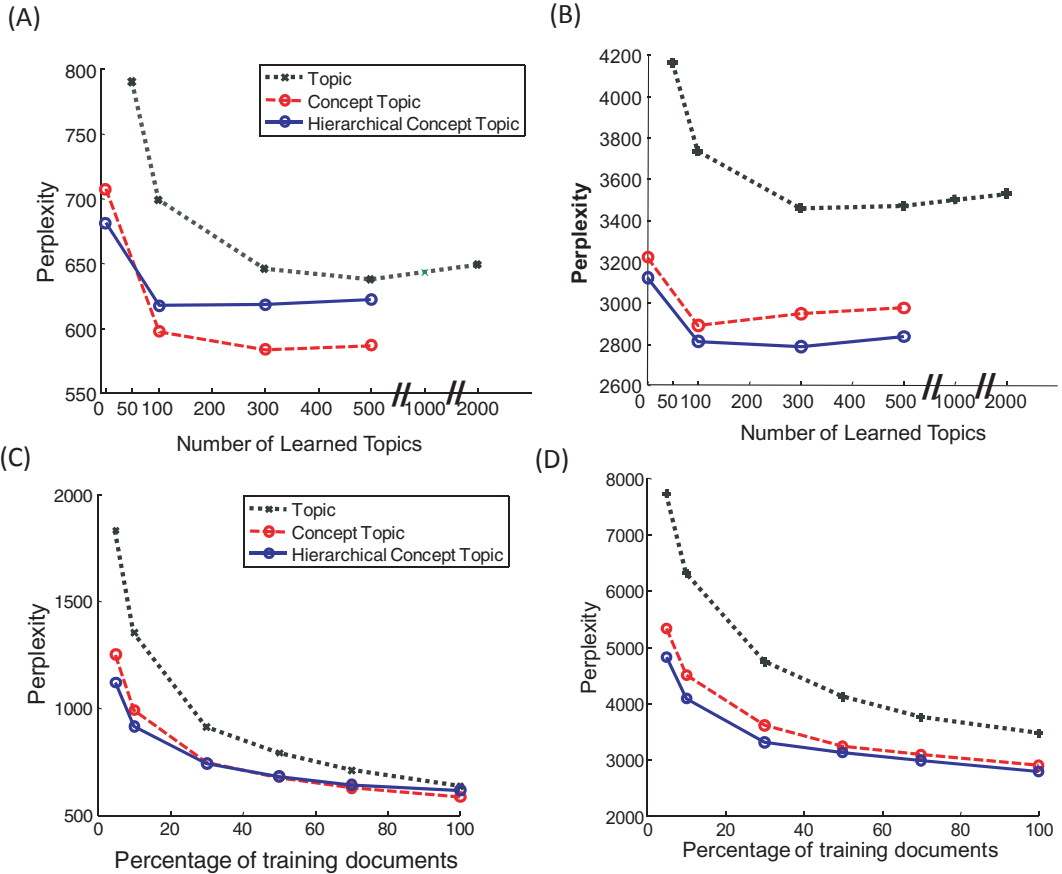 (A)
800
750
700
650
600
550
Perplexity
Topic
Concept Topic
Hierarchical Concept Topic
0 50 100 200 300 400 500 1000 2000
Number of Learned Topics
(B)
4200
4000
3800
3600
3400
3200
3000
2800
2600
Perplexity
0 50 100 200 300 400 500 1000 2000
Number of Learned Topics
(C)
2000
1500
1000
500
Perplexity
Topic
Concept Topic
Hierarchical Concept Topic
0 20 40 60 80 100
Percentage of training documents
(D)
8000
7000
6000
5000
4000
3000
2000
Perplexity
0 20 40 60 80 100
Percentage of training documents